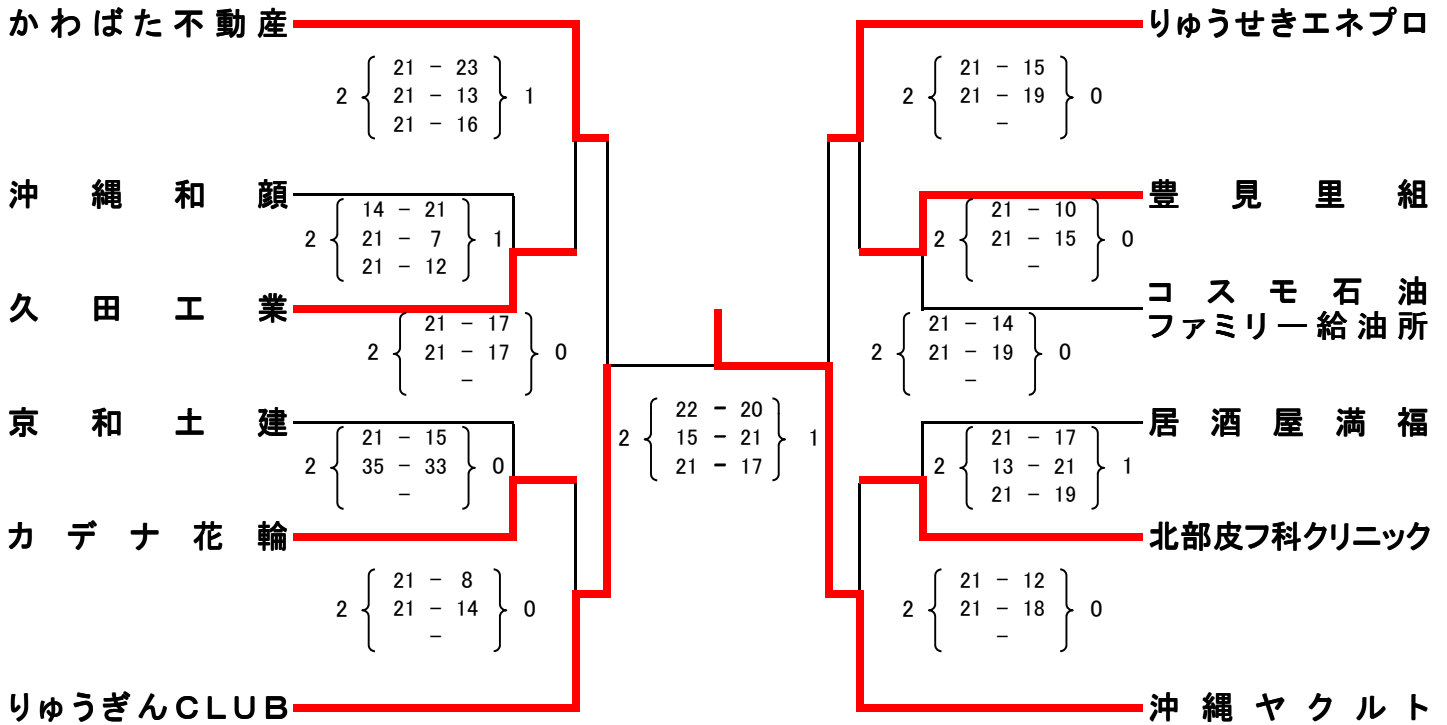 かわばた不動産
りゅうせきエネプロ
21 - 23
2 21 - 13 1
21 - 16
21 - 15
2 21 - 19 0
-
沖縄和顔
豊見里組
14 - 21
2 21 - 7 1
21 - 12
21 - 10
2 21 - 15 0
-
久田工業
コスモ石油
ファミリー給油所
21 - 17
2 21 - 17 0
-
21 - 14
2 21 - 19 0
-
京和土建
居酒屋満福
22 - 20
2 15 - 21 1
21 - 17
21 - 15
2 35 - 33 0
-
21 - 17
2 13 - 21 1
21 - 19
カデナ花輪
北部皮フ科クリニック
21 - 8
2 21 - 14 0
-
21 - 12
2 21 - 18 0
-
りゅうぎんCLUB
沖縄ヤクルト